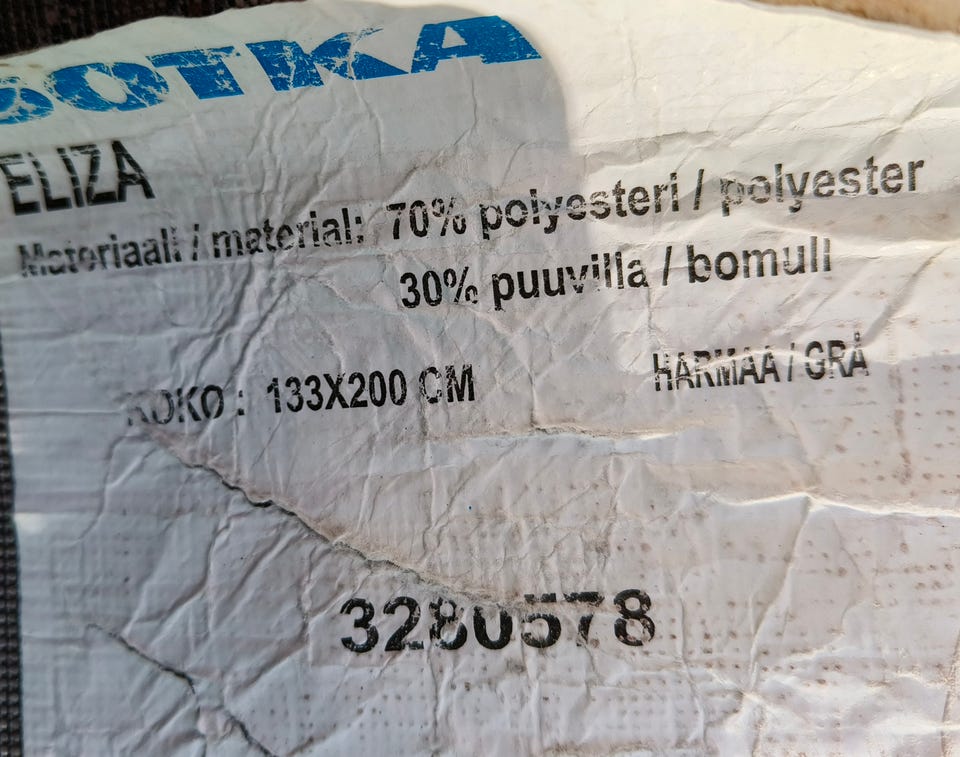 SOTKA
ELIZA
Materiaali / material: 70% polyesteri / polyester
30% puuvilla / bomull
KOKO : 133X200 CM HARMAA / GRÅ
3280578